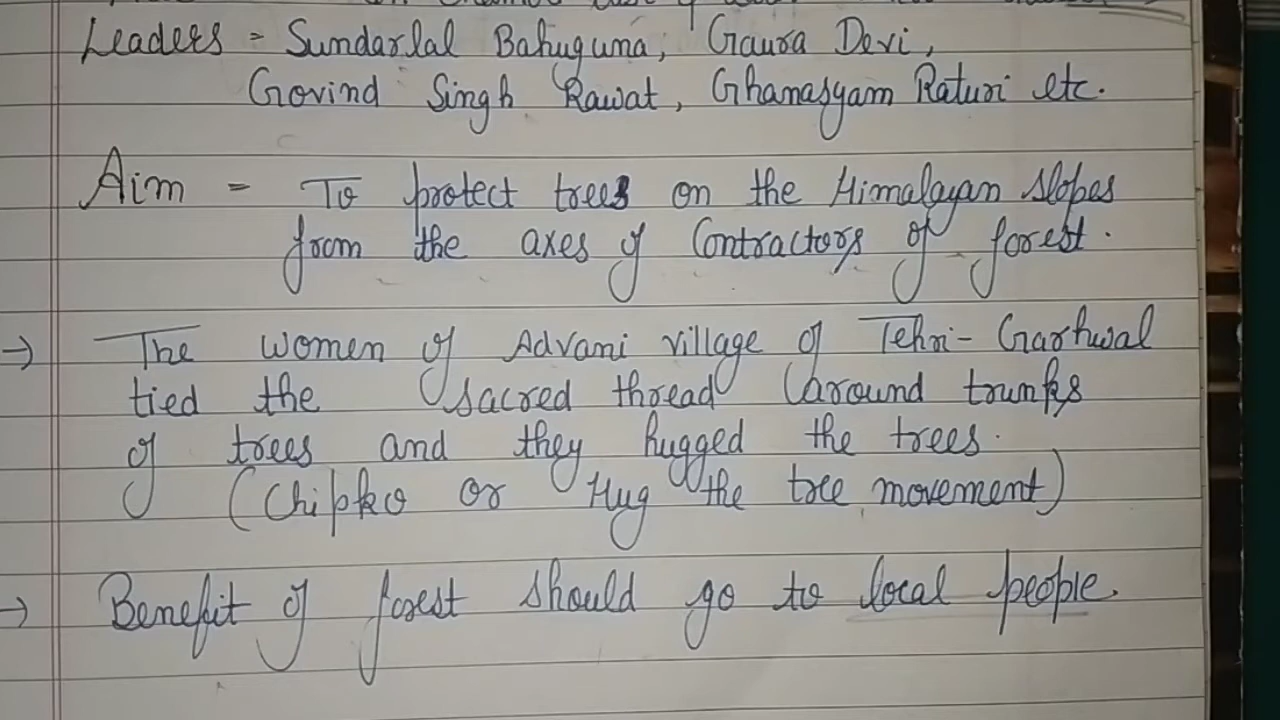 Leaders = Sundarlal Bahuguna, Gaura Devi,
Govind Singh Rawat, Ghanasyam Raturi etc.
Aim = To protect trees on the Himalayan slopes
from the axes of Contractors of forest.
→ The women of Advani village of Tehri-Garhwal
tied the sacred thread around trunks
of trees and they hugged the trees.
(Chipko or Hug the tree movement)
→ Benefit of forest should go to local people.